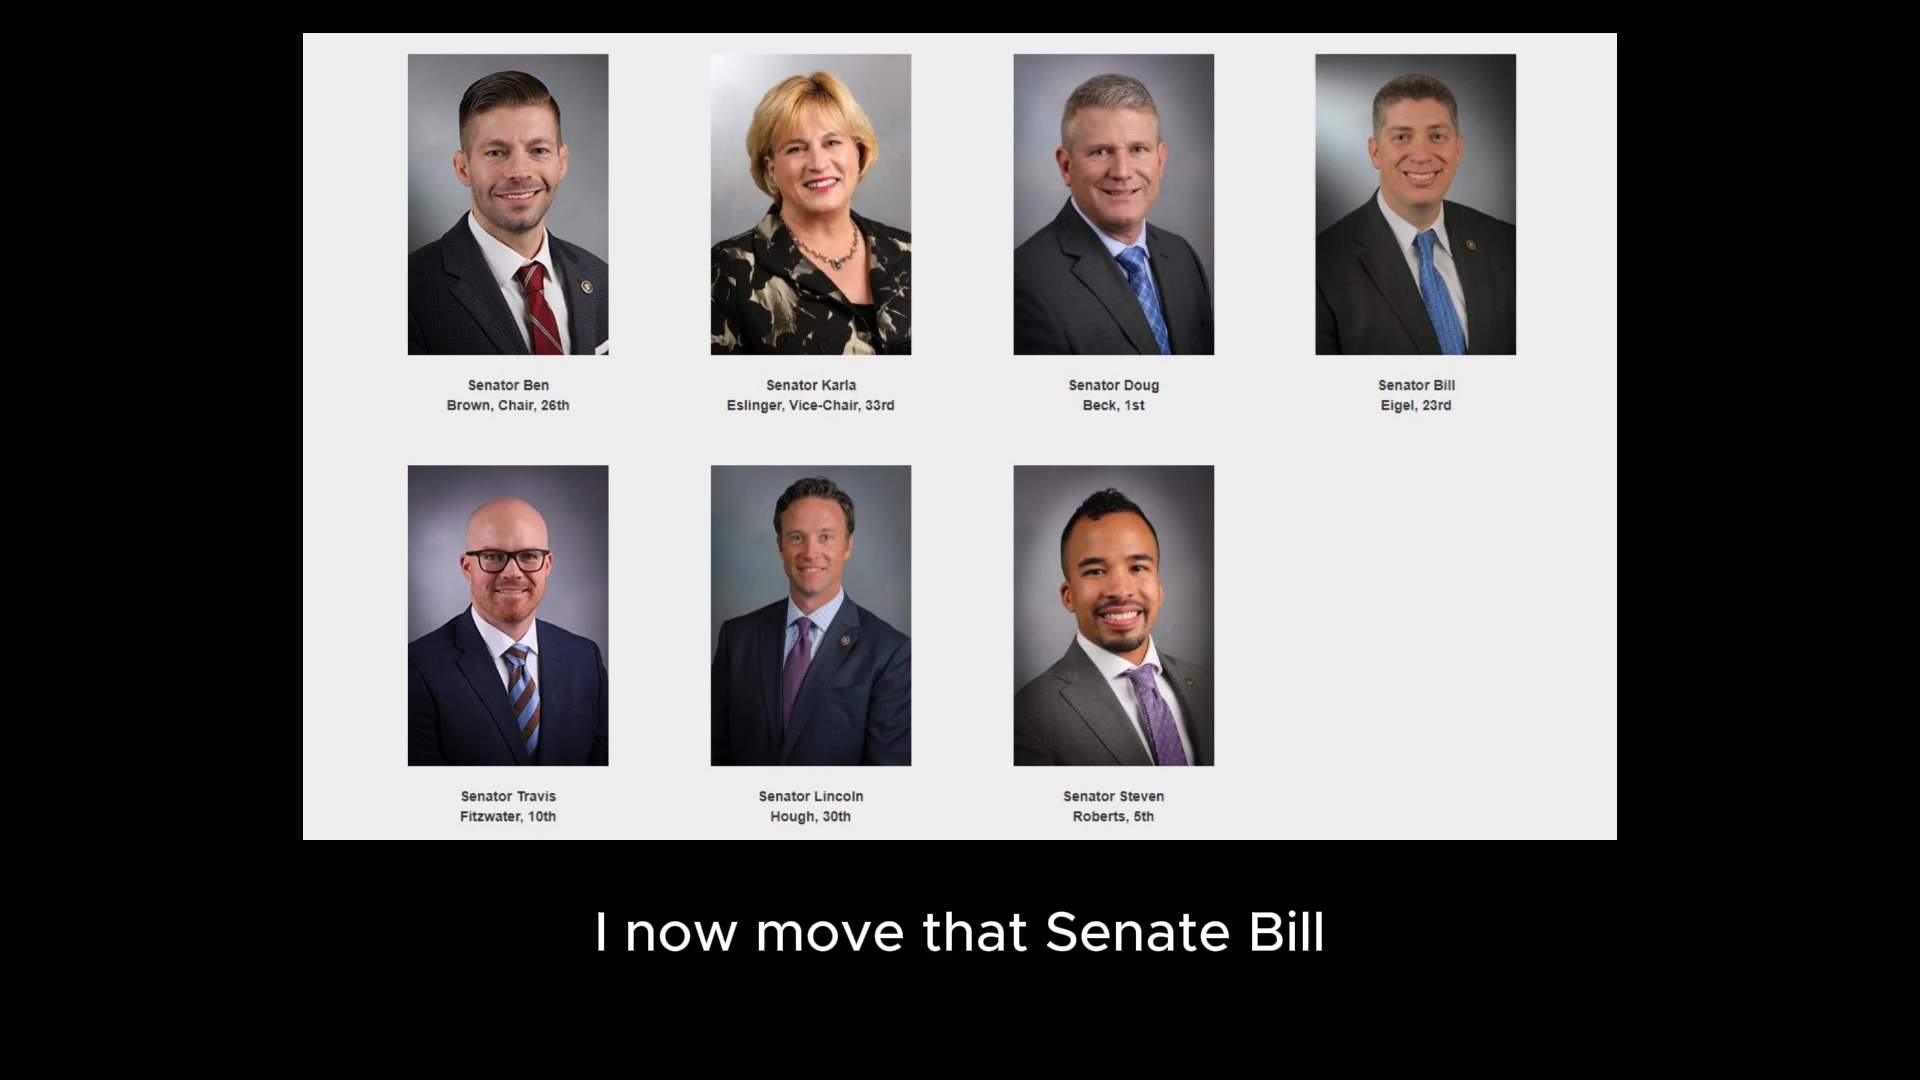 Senator Ben
Brown, Chair, 26th
Senator Karla
Eslinger, Vice-Chair, 33rd
Senator Doug
Beck, 1st
Senator Bill
Eigel, 23rd
Senator Travis
Fitzwater, 10th
Senator Lincoln
Hough, 30th
Senator Steven
Roberts, 5th
I now move that Senate Bill